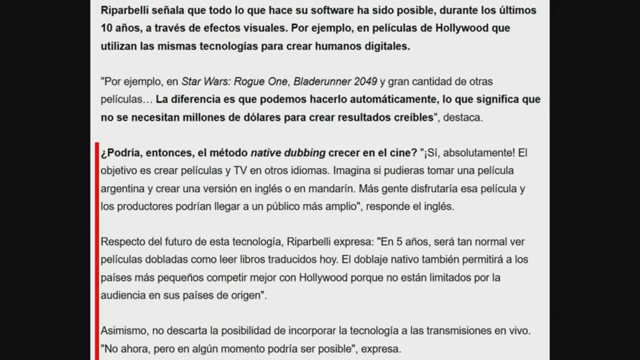 Riparbelli señala que todo lo que hace su software ha sido posible, durante los últimos
10 años, a través de efectos visuales. Por ejemplo, en películas de Hollywood que
utilizan las mismas tecnologías para crear humanos digitales.
"Por ejemplo, en Star Wars: Rogue One, Bladerunner 2049 y gran cantidad de otras
películas… La diferencia es que podemos hacerlo automáticamente, lo que significa que
no se necesitan millones de dólares para crear resultados creíbles", destaca.
¿Podría, entonces, el método native dubbing crecer en el cine? "¡Sí, absolutamente! El
objetivo es crear películas y TV en otros idiomas. Imagina si pudieras tomar una película
argentina y crear una versión en inglés o en mandarín. Más gente disfrutaría esa película y
los productores podrían llegar a un público más amplio", responde el inglés.
Respecto del futuro de esta tecnología, Riparbelli expresa: "En 5 años, será tan normal ver
películas dobladas como leer libros traducidos hoy. El doblaje nativo también permitirá a los
países más pequeños competir mejor con Hollywood porque no están limitados por la
audiencia en sus países de origen".
Asimismo, no descarta la posibilidad de incorporar la tecnología a las transmisiones en vivo.
"No ahora, pero en algún momento podría ser posible", expresa.